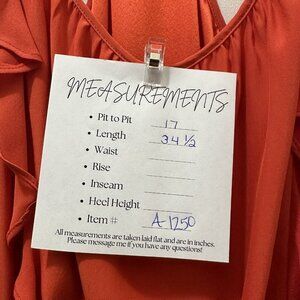 MEASUREMENTS
• Pit to Pit 17
• Length 34 1/2
• Waist
• Rise
• Inseam
• Heel Height
• Item # A-1250
All measurements are taken laid flat and are in inches.
Please message me if you have any questions!